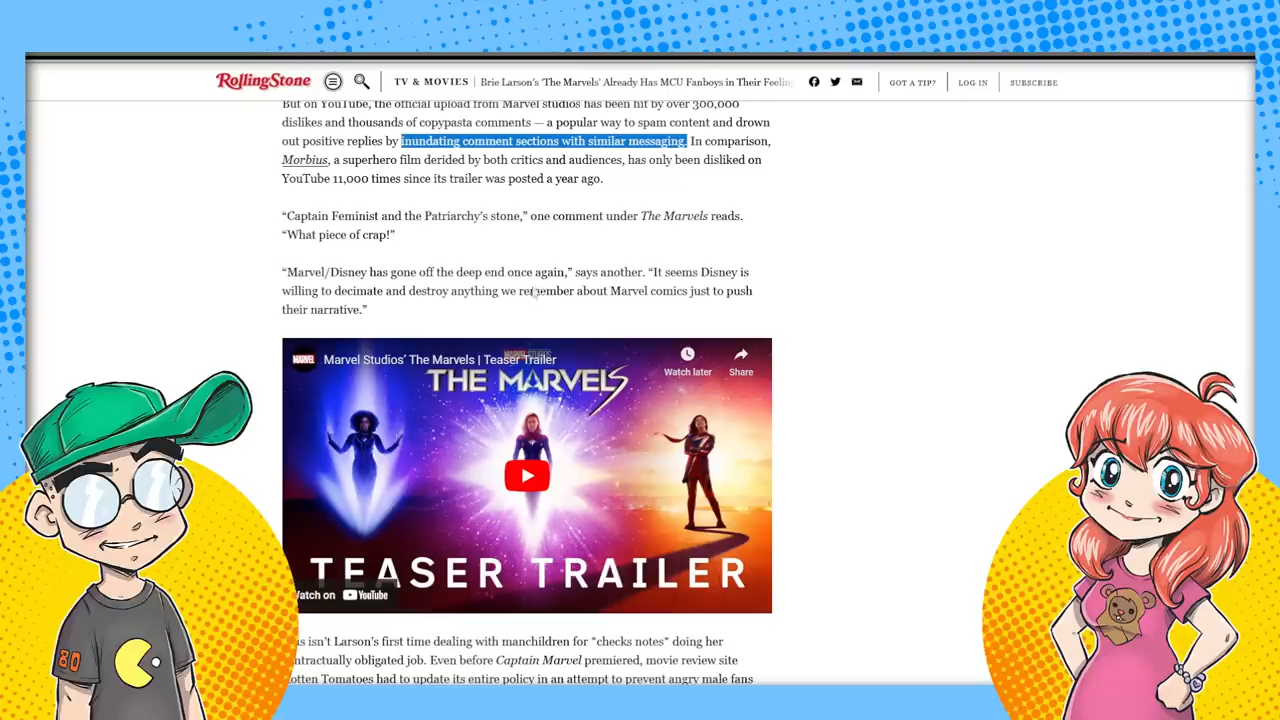 RollingStone
TV & MOVIES
Brie Larson's 'The Marvels' Already Has MCU Fanboys in Their Feelin
GOT A TIP?
LOG IN
SUBSCRIBE
But on YouTube, the official upload from Marvel studios has been hit by over 300,000
dislikes and thousands of copypasta comments — a popular way to spam content and drown
out positive replies by inundating comment sections with similar messaging. In comparison,
Morbius, a superhero film derided by both critics and audiences, has only been disliked on
YouTube 11,000 times since its trailer was posted a year ago.
“Captain Feminist and the Patriarchy’s stone,” one comment under The Marvels reads.
“What piece of crap!”
“Marvel/Disney has gone off the deep end once again,” says another. “It seems Disney is
willing to decimate and destroy anything we remember about Marvel comics just to push
their narrative.”
MARVEL
Marvel Studios’ The Marvels | Teaser Trailer
Watch later
Share
MARVEL STUDIOS
THE MARVELS
TEASER TRAILER
Watch on YouTube
s isn’t Larson’s first time dealing with manchildren for *checks notes* doing her
ntractually obligated job. Even before Captain Marvel premiered, movie review site
otten Tomatoes had to update its entire policy in an attempt to prevent angry male fans
80